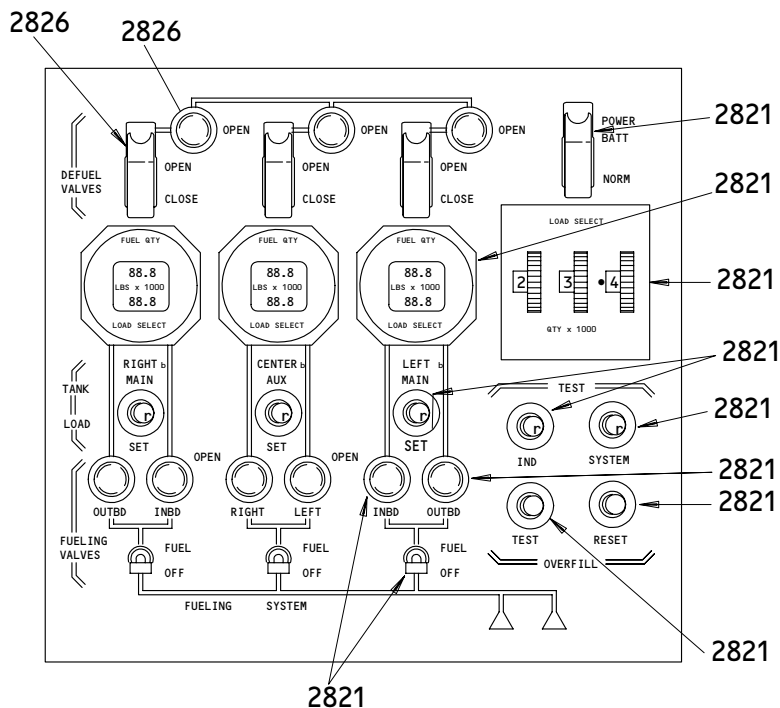 2826
2826
OPEN
OPEN
OPEN
2821
POWER
BATT
NORM
OPEN
OPEN
OPEN
CLOSE
CLOSE
CLOSE
DEFUEL
VALVES
2821
FUEL QTY
88.8
LBS x 1000
88.8
LOAD SELECT
FUEL QTY
88.8
LBS x 1000
88.8
LOAD SELECT
FUEL QTY
88.8
LBS x 1000
88.8
LOAD SELECT
LOAD SELECT
2 3 • 4
QTY x 1000
2821
TANK
LOAD
RIGHT b
MAIN
r
SET
CENTER b
AUX
r
SET
LEFT b
MAIN
r
SET
2821
TEST
r
IND
r
SYSTEM
2821
FUELING
VALVES
OPEN
OUTBD INBD
OPEN
RIGHT LEFT
INBD OUTBD
2821
TEST
RESET
2821
OVERFILL
FUEL
OFF
FUEL
OFF
FUEL
OFF
FUELING SYSTEM
2821
2821